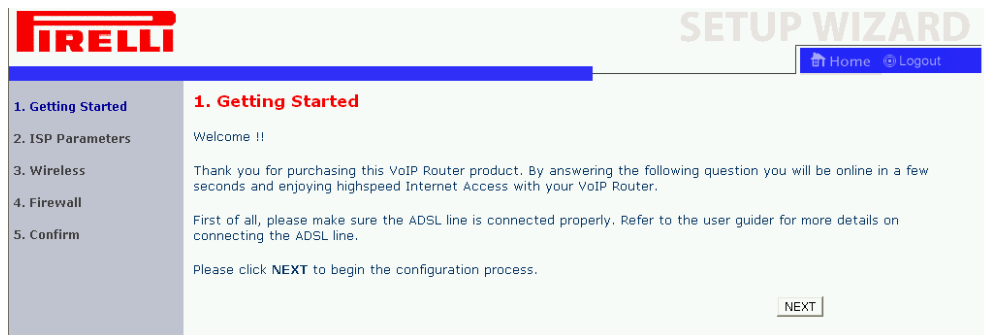 PIRELLI
SETUP WIZARD
Home Logout
1. Getting Started
2. ISP Parameters
3. Wireless
4. Firewall
5. Confirm
1. Getting Started
Welcome !!
Thank you for purchasing this VoIP Router product. By answering the following question you will be online in a few
seconds and enjoying highspeed Internet Access with your VoIP Router.
First of all, please make sure the ADSL line is connected properly. Refer to the user guider for more details on
connecting the ADSL line.
Please click NEXT to begin the configuration process.
NEXT